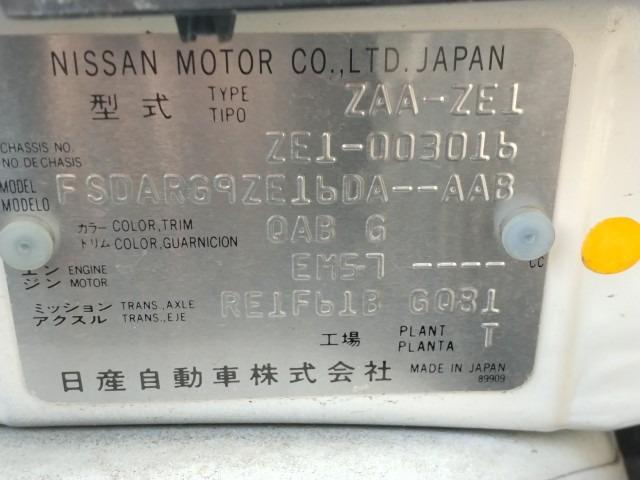 NISSAN MOTOR CO.,LTD. JAPAN
型式 TYPE TIPO ZAA-ZE1
CHASSIS NO. NO. DE CHASIS ZE1-003016
MODEL MODELO FSDARG9ZE16DA--AAB
カラー COLOR, TRIM トリム COLOR, GUARNICION QAB G
エンジン ENGINE MOTOR EM57 ---- CC
ミッション TRANS., AXLE アクスル TRANS., EJE RE1F61B GQ81
工場 PLANT PLANTA T
日産自動車株式会社 MADE IN JAPAN
89909